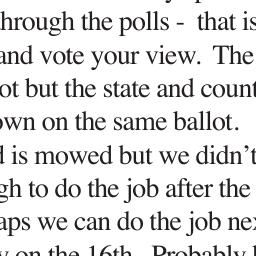 through the polls - that is
and vote your view. The
ot but the state and count
own on the same ballot.
d is mowed but we didn't
gh to do the job after the
aps we can do the job nex
y on the 16th. Probably